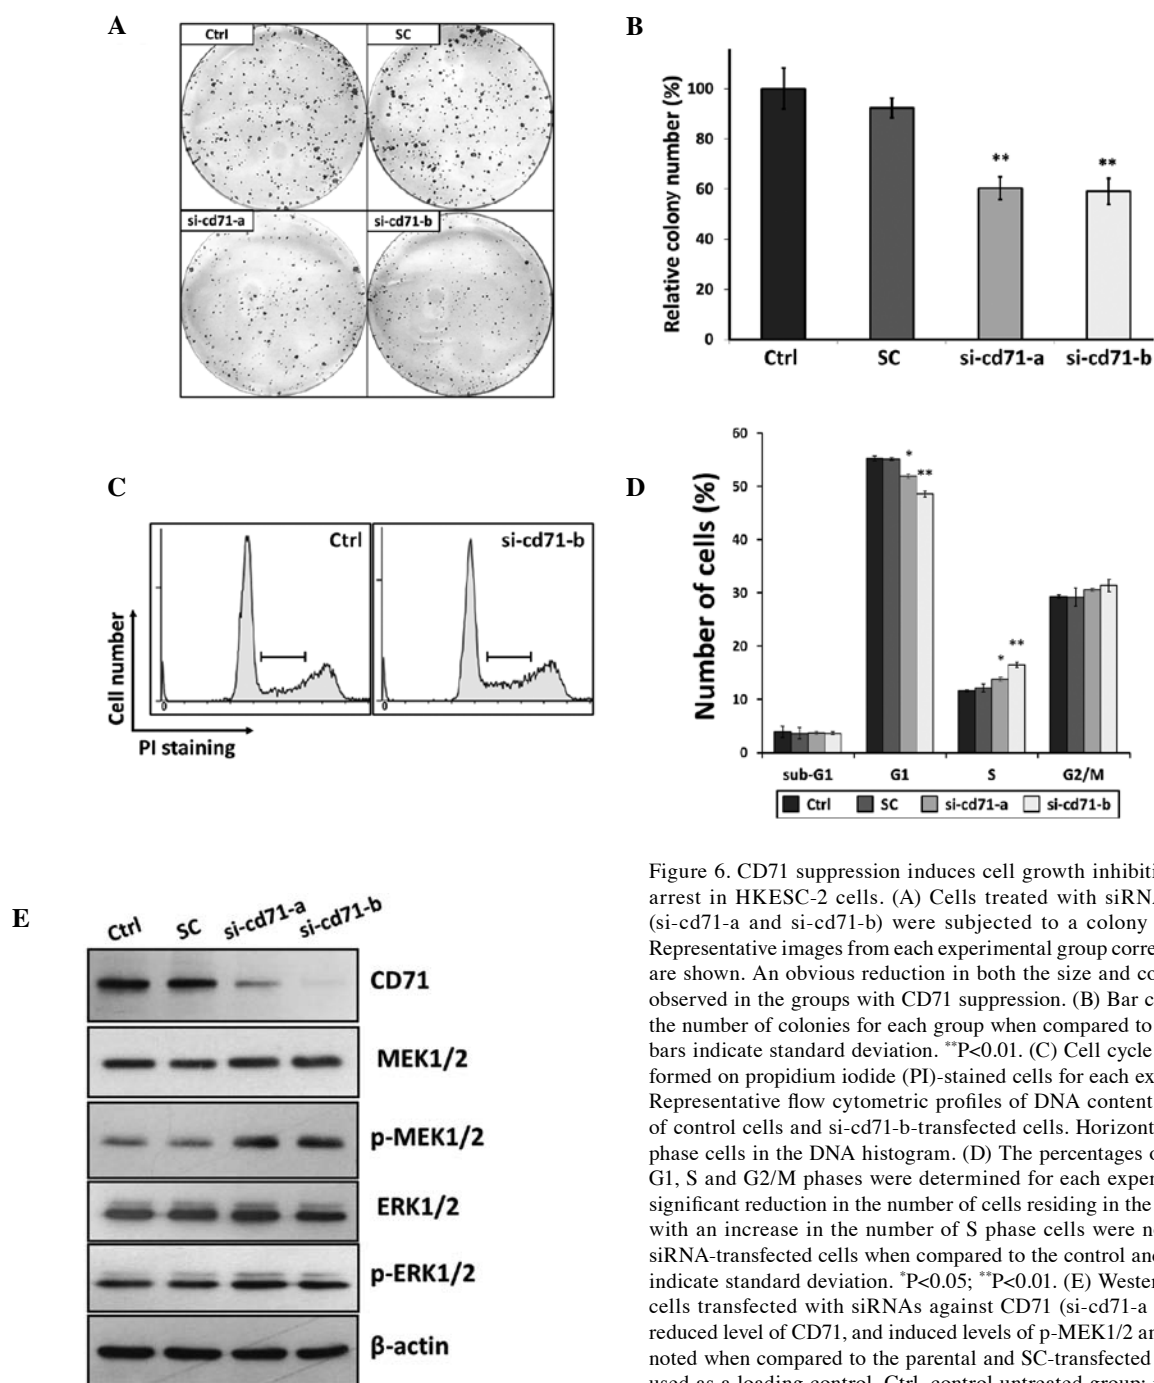 A
Ctrl
SC
si-cd71-a
si-cd71-b
B
Relative colony number (%)
100
80
60
40
20
0
**
**
Ctrl
SC
si-cd71-a
si-cd71-b
C
Ctrl
si-cd71-b
Cell number
0
0
PI staining
D
Number of cells (%)
60
50
40
30
20
10
0
*
**
*
**
sub-G1
G1
S
G2/M
Ctrl
SC
si-cd71-a
si-cd71-b
E
Ctrl
SC
si-cd71-a
si-cd71-b
CD71
MEK1/2
p-MEK1/2
ERK1/2
p-ERK1/2
β-actin
Figure 6. CD71 suppression induces cell growth inhibiti
arrest in HKESC-2 cells. (A) Cells treated with siRN
(si-cd71-a and si-cd71-b) were subjected to a colony
Representative images from each experimental group corre
are shown. An obvious reduction in both the size and co
observed in the groups with CD71 suppression. (B) Bar c
the number of colonies for each group when compared to
bars indicate standard deviation. **P<0.01. (C) Cell cycle
formed on propidium iodide (PI)-stained cells for each ex
Representative flow cytometric profiles of DNA content
of control cells and si-cd71-b-transfected cells. Horizont
phase cells in the DNA histogram. (D) The percentages o
G1, S and G2/M phases were determined for each exper
significant reduction in the number of cells residing in the
with an increase in the number of S phase cells were n
siRNA-transfected cells when compared to the control an
indicate standard deviation. *P<0.05; **P<0.01. (E) Wester
cells transfected with siRNAs against CD71 (si-cd71-a
reduced level of CD71, and induced levels of p-MEK1/2 an
noted when compared to the parental and SC-transfected
used as a loading control. Ctrl, control untreated group;